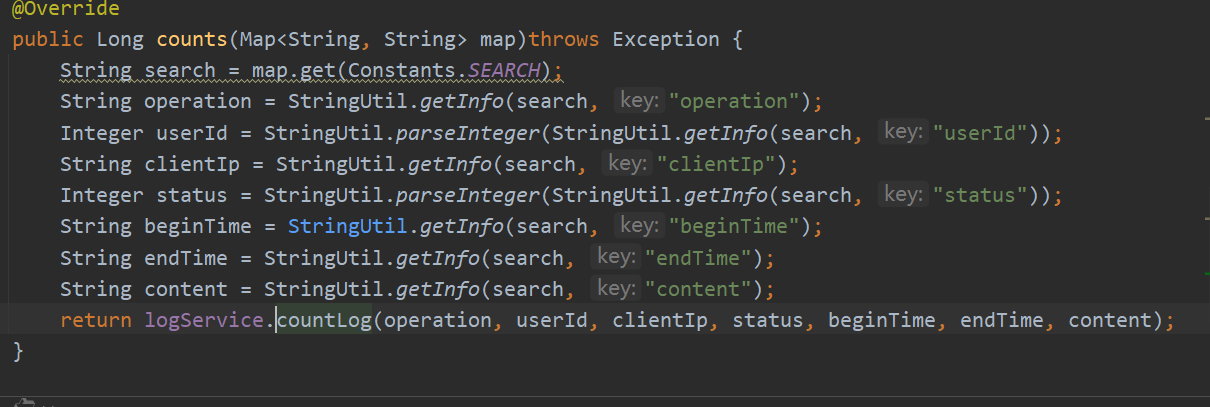 @Override
public Long counts(Map<String, String> map)throws Exception {
String search = map.get(Constants.SEARCH);
String operation = StringUtil.getInfo(search, key: "operation");
Integer userId = StringUtil.parseInteger(StringUtil.getInfo(search, key: "userId"));
String clientIp = StringUtil.getInfo(search, key: "clientIp");
Integer status = StringUtil.parseInteger(StringUtil.getInfo(search, key: "status"));
String beginTime = StringUtil.getInfo(search, key: "beginTime");
String endTime = StringUtil.getInfo(search, key: "endTime");
String content = StringUtil.getInfo(search, key: "content");
return logService.countLog(operation, userId, clientIp, status, beginTime, endTime, content);
}